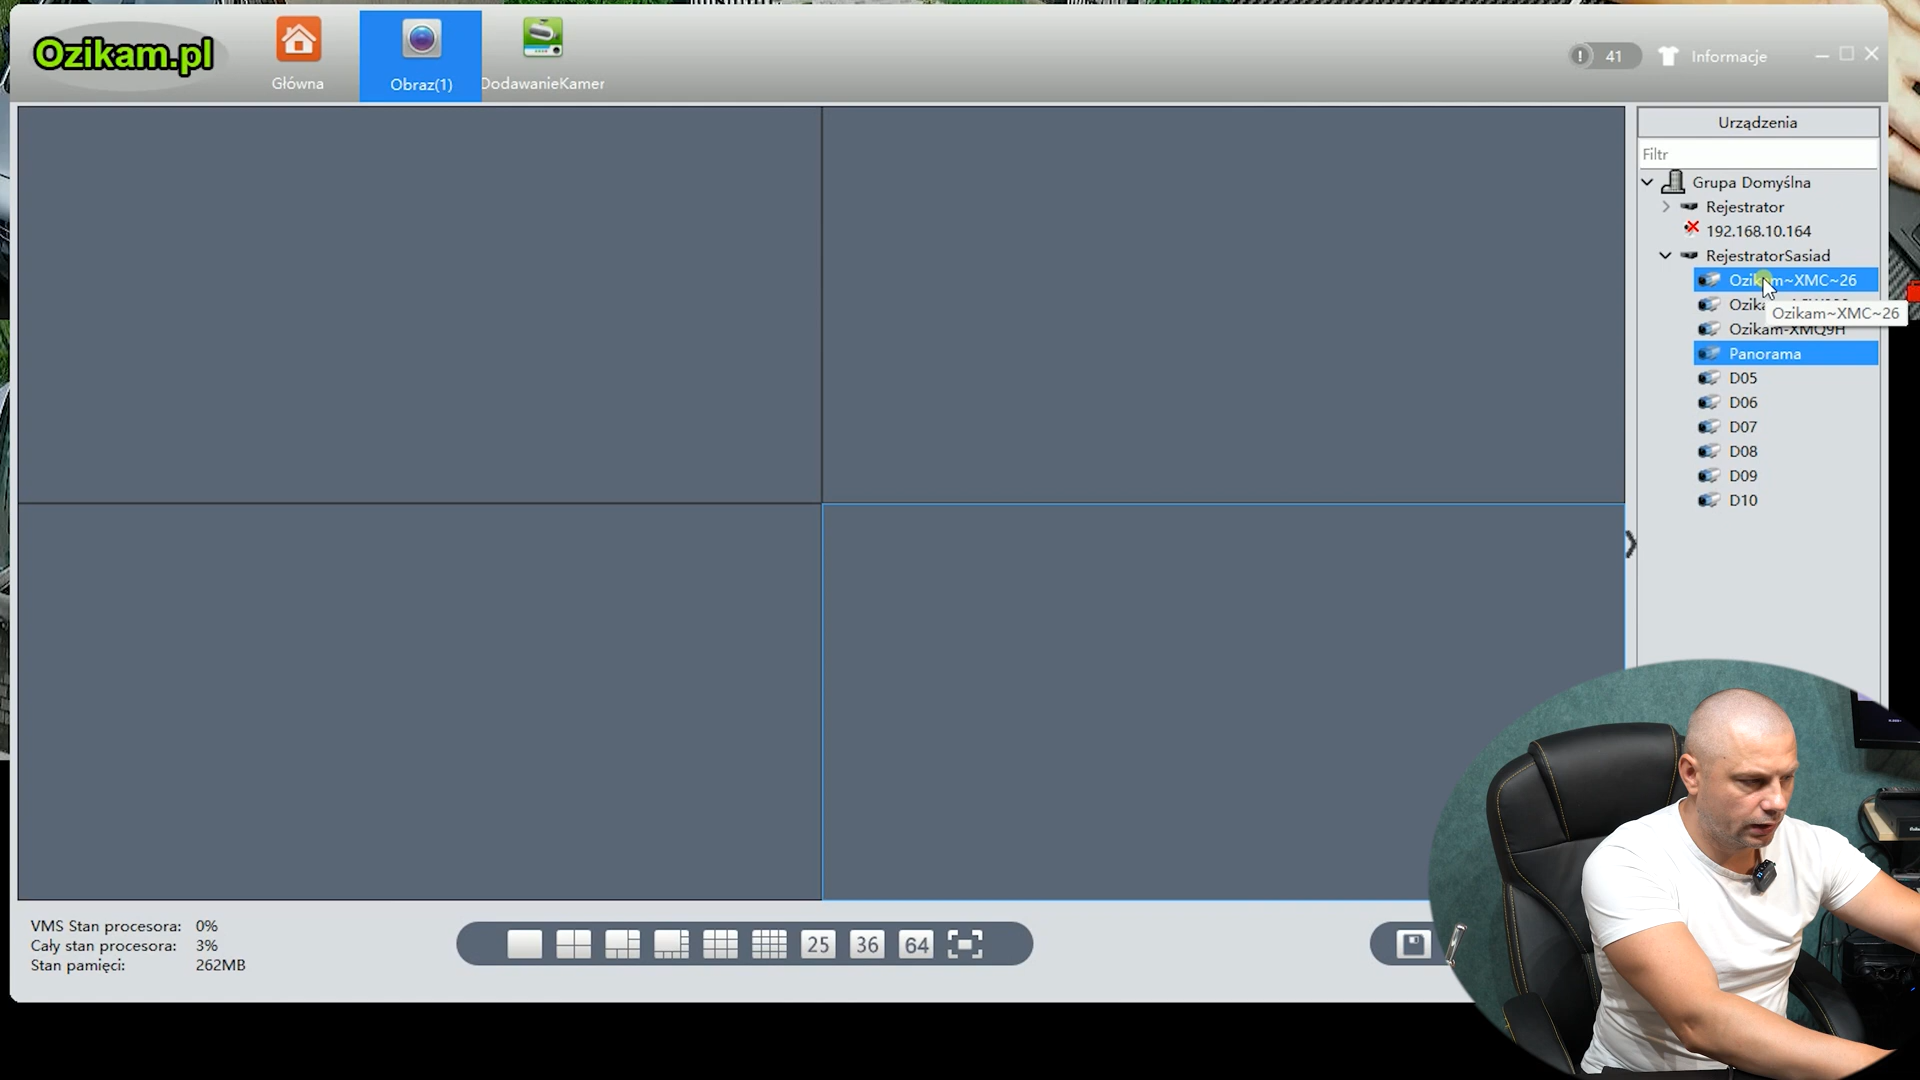 Ozikam.pl
Główna
Obraz(1)
DodawanieKamer
! 41
Informacje
Urządzenia
Filtr
Grupa Domyślna
Rejestrator
192.168.10.164
RejestratorSasiad
Ozikam~XMC~26
Ozikam~XMC~26
Ozikam-XMQ9H
Panorama
D05
D06
D07
D08
D09
D10
VMS Stan procesora: 0%
Cały stan procesora: 3%
Stan pamięci: 262MB
25 36 64